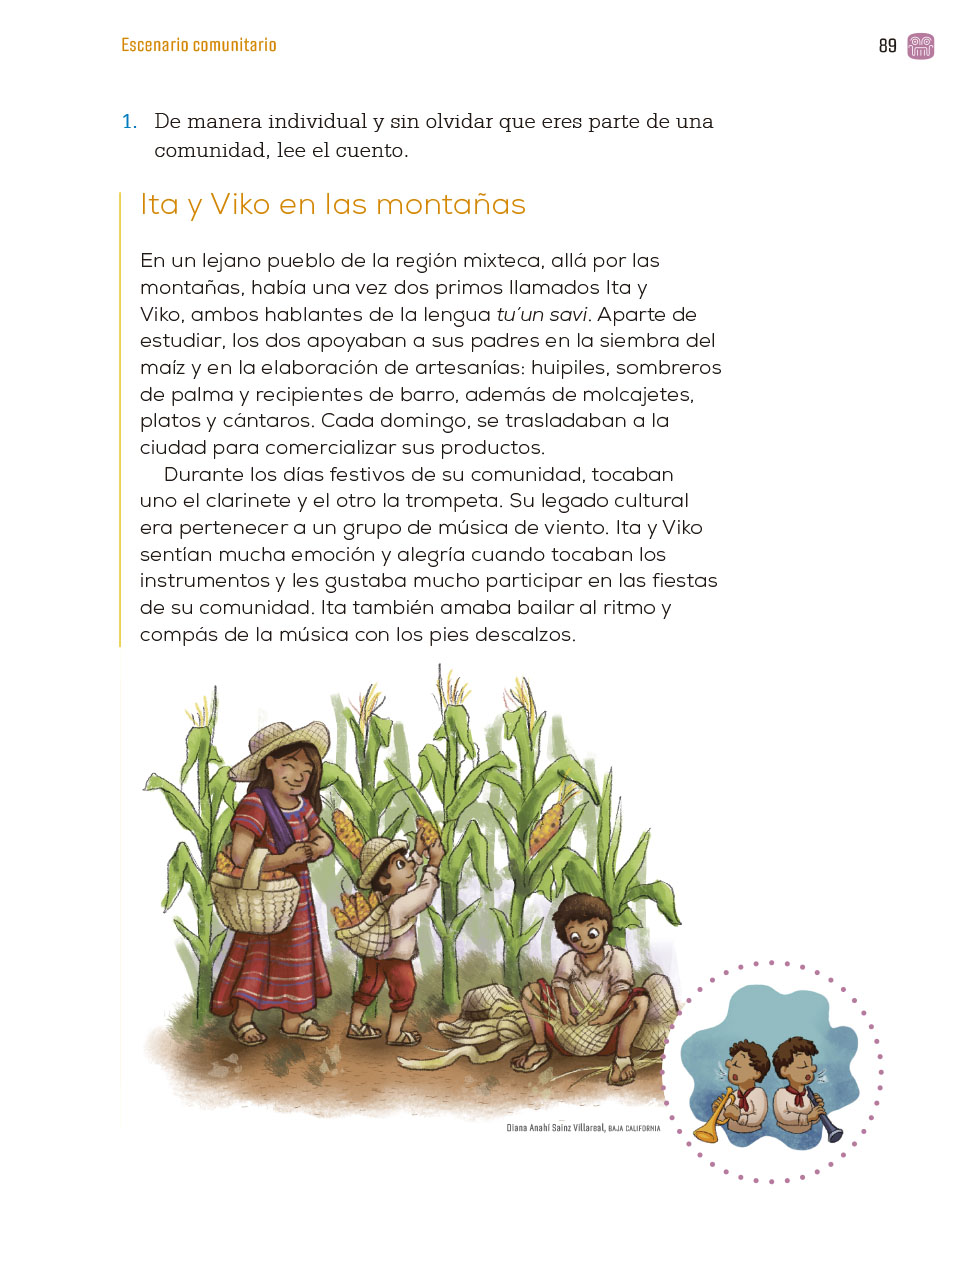 Escenario comunitario
89
1. De manera individual y sin olvidar que eres parte de una
comunidad, lee el cuento.
Ita y Viko en las montañas
En un lejano pueblo de la región mixteca, allá por las
montañas, había una vez dos primos llamados Ita y
Viko, ambos hablantes de la lengua tu’un savi. Aparte de
estudiar, los dos apoyaban a sus padres en la siembra del
maíz y en la elaboración de artesanías: huipiles, sombreros
de palma y recipientes de barro, además de molcajetes,
platos y cántaros. Cada domingo, se trasladaban a la
ciudad para comercializar sus productos.
Durante los días festivos de su comunidad, tocaban
uno el clarinete y el otro la trompeta. Su legado cultural
era pertenecer a un grupo de música de viento. Ita y Viko
sentían mucha emoción y alegría cuando tocaban los
instrumentos y les gustaba mucho participar en las fiestas
de su comunidad. Ita también amaba bailar al ritmo y
compás de la música con los pies descalzos.
Diana Anahí Sainz Villareal, BAJA CALIFORNIA